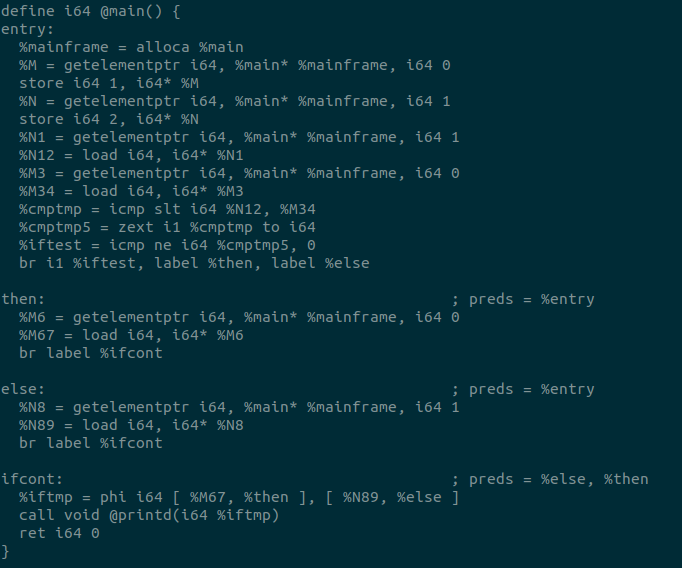 define i64 @main() {
entry:
  %mainframe = alloca %main
  %M = getelementptr i64, %main* %mainframe, i64 0
  store i64 1, i64* %M
  %N = getelementptr i64, %main* %mainframe, i64 1
  store i64 2, i64* %N
  %N1 = getelementptr i64, %main* %mainframe, i64 1
  %N12 = load i64, i64* %N1
  %M3 = getelementptr i64, %main* %mainframe, i64 0
  %M34 = load i64, i64* %M3
  %cmptmp = icmp slt i64 %N12, %M34
  %cmptmp5 = zext i1 %cmptmp to i64
  %iftest = icmp ne i64 %cmptmp5, 0
  br i1 %iftest, label %then, label %else

then:                                             ; preds = %entry
  %M6 = getelementptr i64, %main* %mainframe, i64 0
  %M67 = load i64, i64* %M6
  br label %ifcont

else:                                             ; preds = %entry
  %N8 = getelementptr i64, %main* %mainframe, i64 1
  %N89 = load i64, i64* %N8
  br label %ifcont

ifcont:                                           ; preds = %else, %then
  %iftmp = phi i64 [ %M67, %then ], [ %N89, %else ]
  call void @printd(i64 %iftmp)
  ret i64 0
}